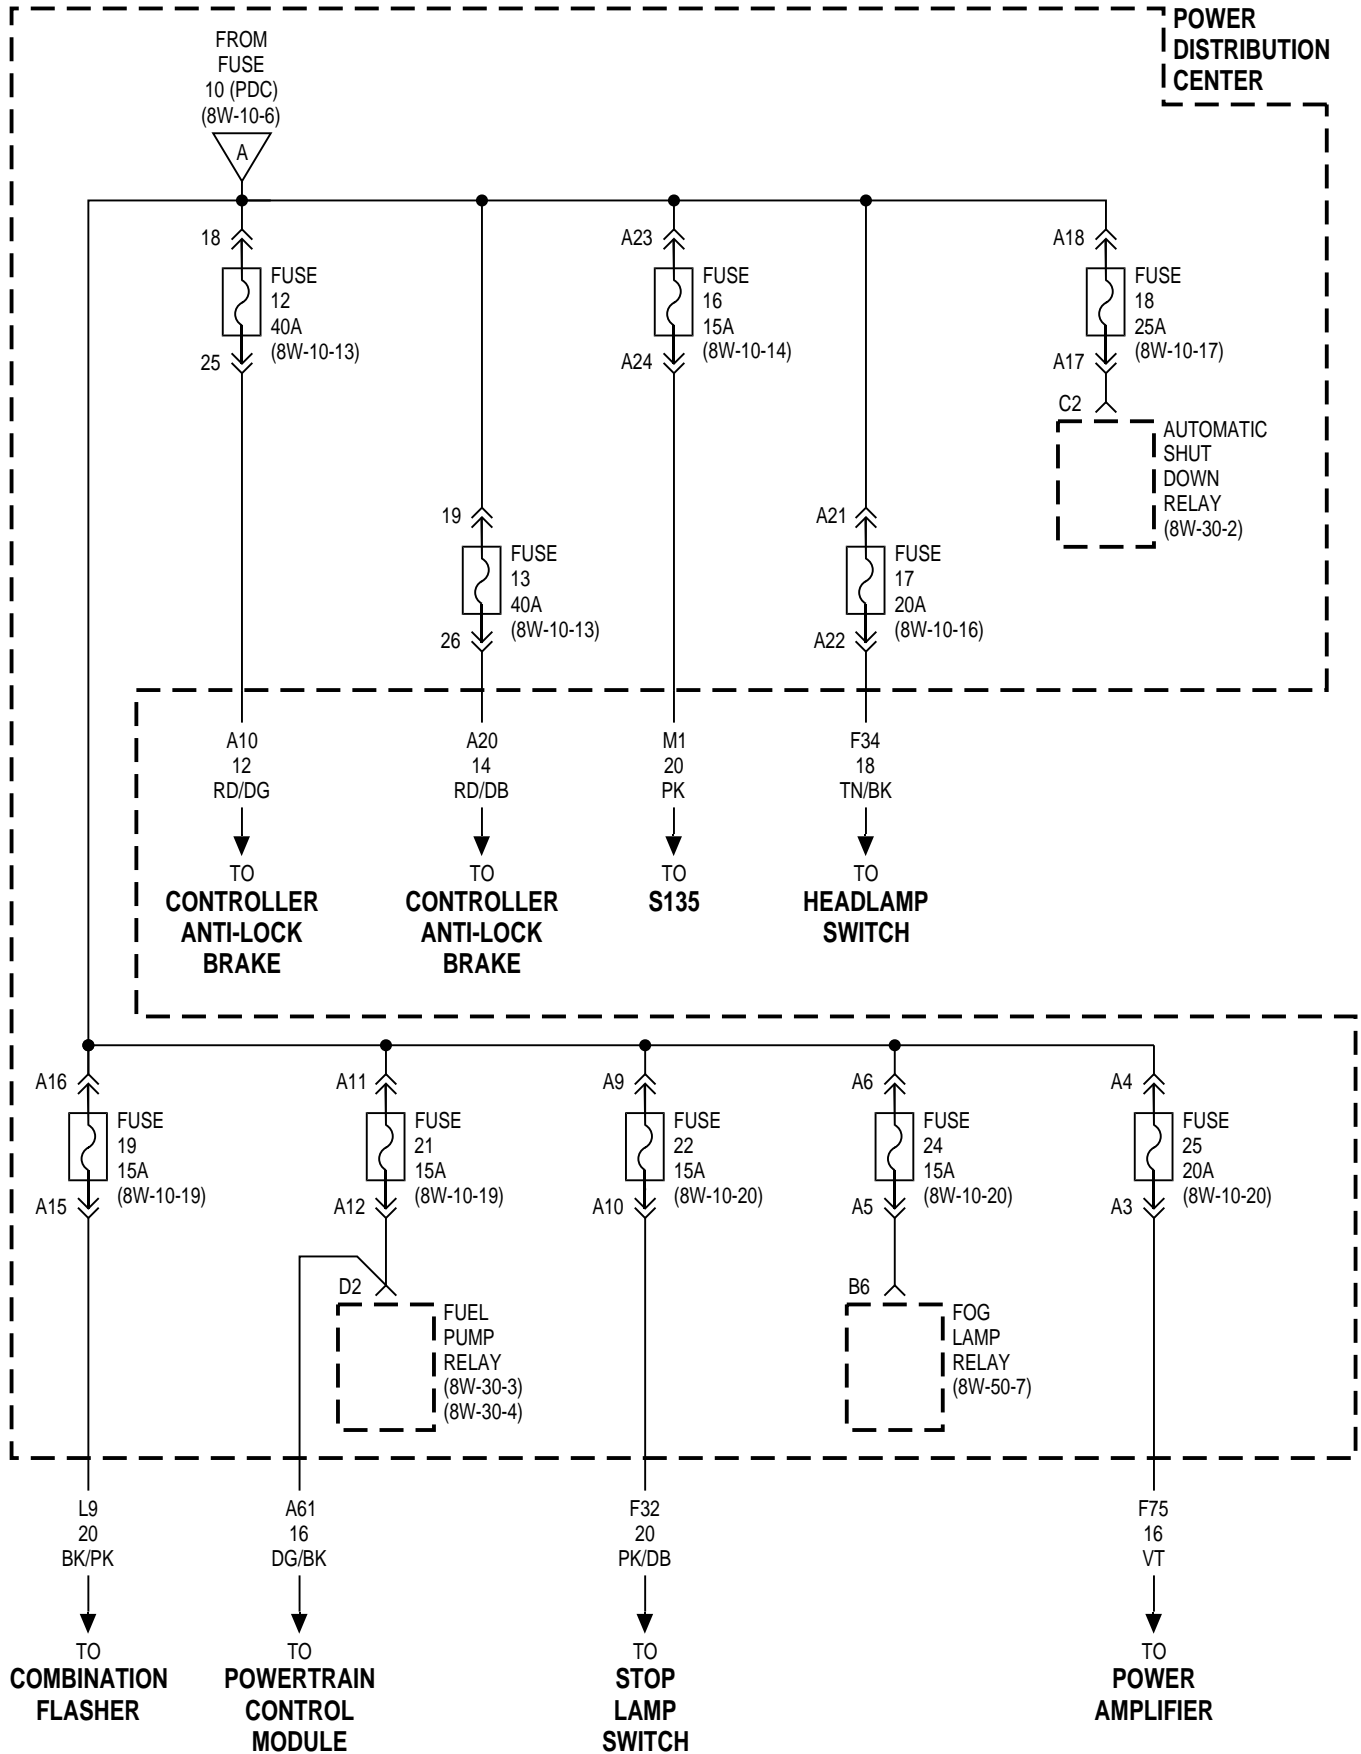 POWER
DISTRIBUTION
CENTER
FROM
FUSE
10 (PDC)
(8W-10-6)
A
18
FUSE
12
40A
(8W-10-13)
25
A23
FUSE
16
15A
(8W-10-14)
A24
A18
FUSE
18
25A
(8W-10-17)
A17
C2
AUTOMATIC
SHUT
DOWN
RELAY
(8W-30-2)
19
FUSE
13
40A
(8W-10-13)
26
A21
FUSE
17
20A
(8W-10-16)
A22
A10
12
RD/DG
TO
CONTROLLER
ANTI-LOCK
BRAKE
A20
14
RD/DB
TO
CONTROLLER
ANTI-LOCK
BRAKE
M1
20
PK
TO
S135
F34
18
TN/BK
TO
HEADLAMP
SWITCH
A16
FUSE
19
15A
(8W-10-19)
A15
A11
FUSE
21
15A
(8W-10-19)
A12
A9
FUSE
22
15A
(8W-10-20)
A10
A6
FUSE
24
15A
(8W-10-20)
A5
A4
FUSE
25
20A
(8W-10-20)
A3
D2
FUEL
PUMP
RELAY
(8W-30-3)
(8W-30-4)
B6
FOG
LAMP
RELAY
(8W-50-7)
L9
20
BK/PK
TO
COMBINATION
FLASHER
A61
16
DG/BK
TO
POWERTRAIN
CONTROL
MODULE
F32
20
PK/DB
TO
STOP
LAMP
SWITCH
F75
16
VT
TO
POWER
AMPLIFIER